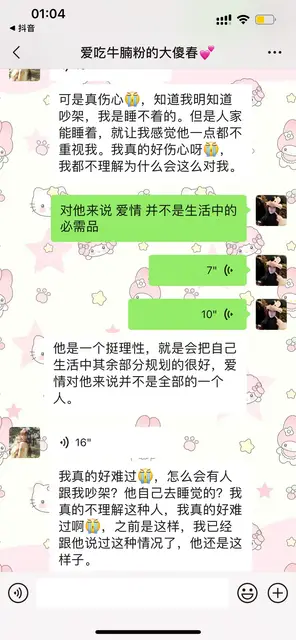 01:04
抖音
爱吃牛腩粉的大傻春💕
可是真伤心😭，知道我明知道
吵架，我是睡不着的。但是人家
能睡着，就让我感觉他一点都不
重视我。我真的好伤心呀😭，
我都不理解为什么会这么对我。
对他来说 爱情 并不是生活中的
必需品
7"
10"
他是一个挺理性，就是会把自己
生活中其余部分规划的很好，爱
情对他来说并不是全部的一个
人。
16"
我真的好难过😭，怎么会有人
跟我吵架？他自己去睡觉的？我
真的不理解这种人，我真的好难
过啊😭，之前是这样，我已经
跟他说过这种情况了，他还是这
样子。